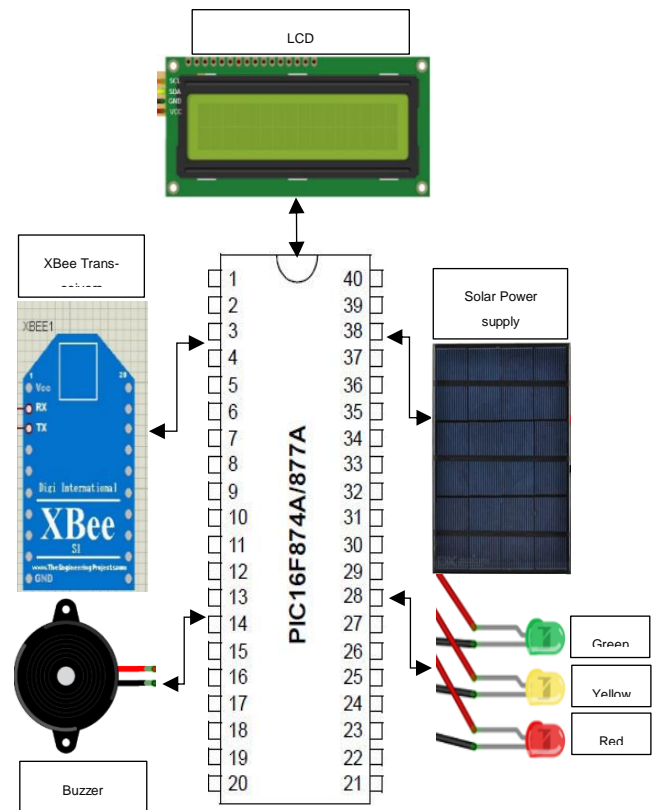 LCD
SCL
SDA
GND
VCC
XBee Trans-
XBEE1
1
20
Vcc
RX
TX
Digi International
XBee
S1
www.TheEngineeringProjects.com
GND
Buzzer
1
2
3
4
5
6
7
8
9
10
11
12
13
14
15
16
17
18
19
20
PIC16F874A/877A
40
39
38
37
36
35
34
33
32
31
30
29
28
27
26
25
24
23
22
21
Solar Power
supply
Green
Yellow
Red